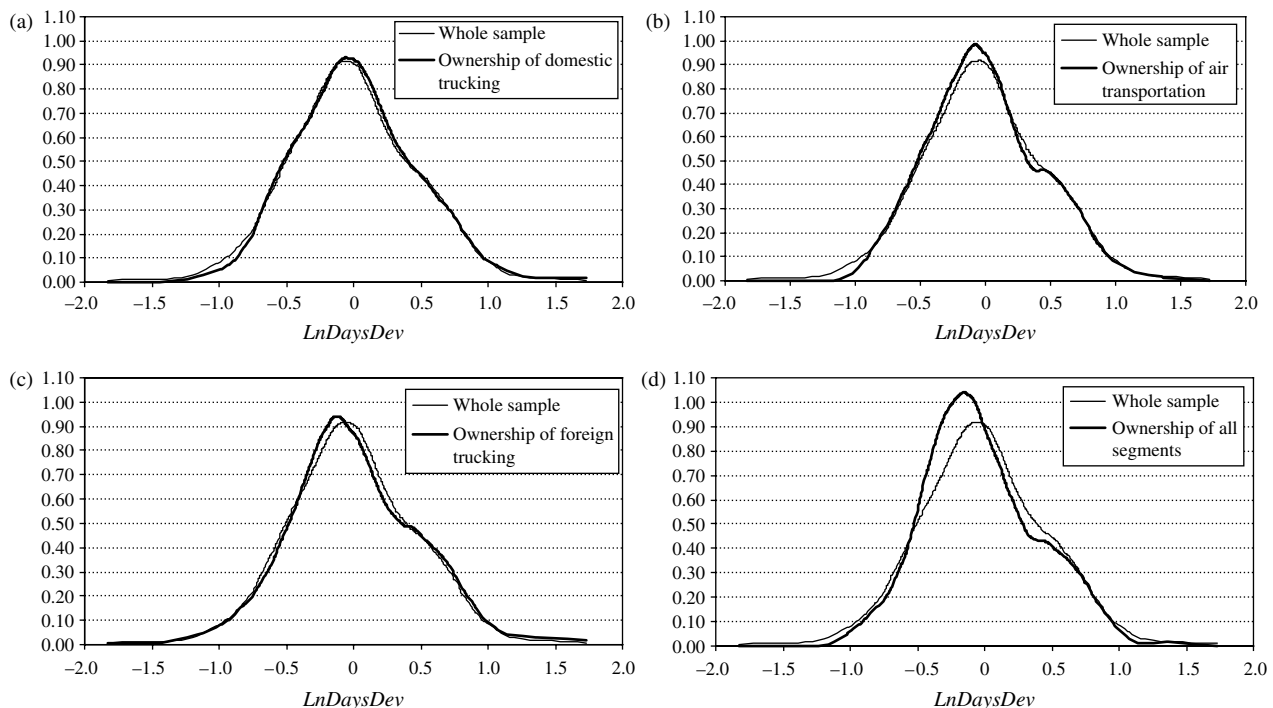 (a)
1.10
1.00
0.90
0.80
0.70
0.60
0.50
0.40
0.30
0.20
0.10
0.00
Whole sample
Ownership of domestic
trucking
−2.0 −1.5 −1.0 −0.5 0 0.5 1.0 1.5 2.0
LnDaysDev
(b)
1.10
1.00
0.90
0.80
0.70
0.60
0.50
0.40
0.30
0.20
0.10
0.00
Whole sample
Ownership of air
transportation
−2.0 −1.5 −1.0 −0.5 0 0.5 1.0 1.5 2.0
LnDaysDev
(c)
1.10
1.00
0.90
0.80
0.70
0.60
0.50
0.40
0.30
0.20
0.10
0.00
Whole sample
Ownership of foreign
trucking
−2.0 −1.5 −1.0 −0.5 0 0.5 1.0 1.5 2.0
LnDaysDev
(d)
1.10
1.00
0.90
0.80
0.70
0.60
0.50
0.40
0.30
0.20
0.10
0.00
Whole sample
Ownership of all
segments
−2.0 −1.5 −1.0 −0.5 0 0.5 1.0 1.5 2.0
LnDaysDev